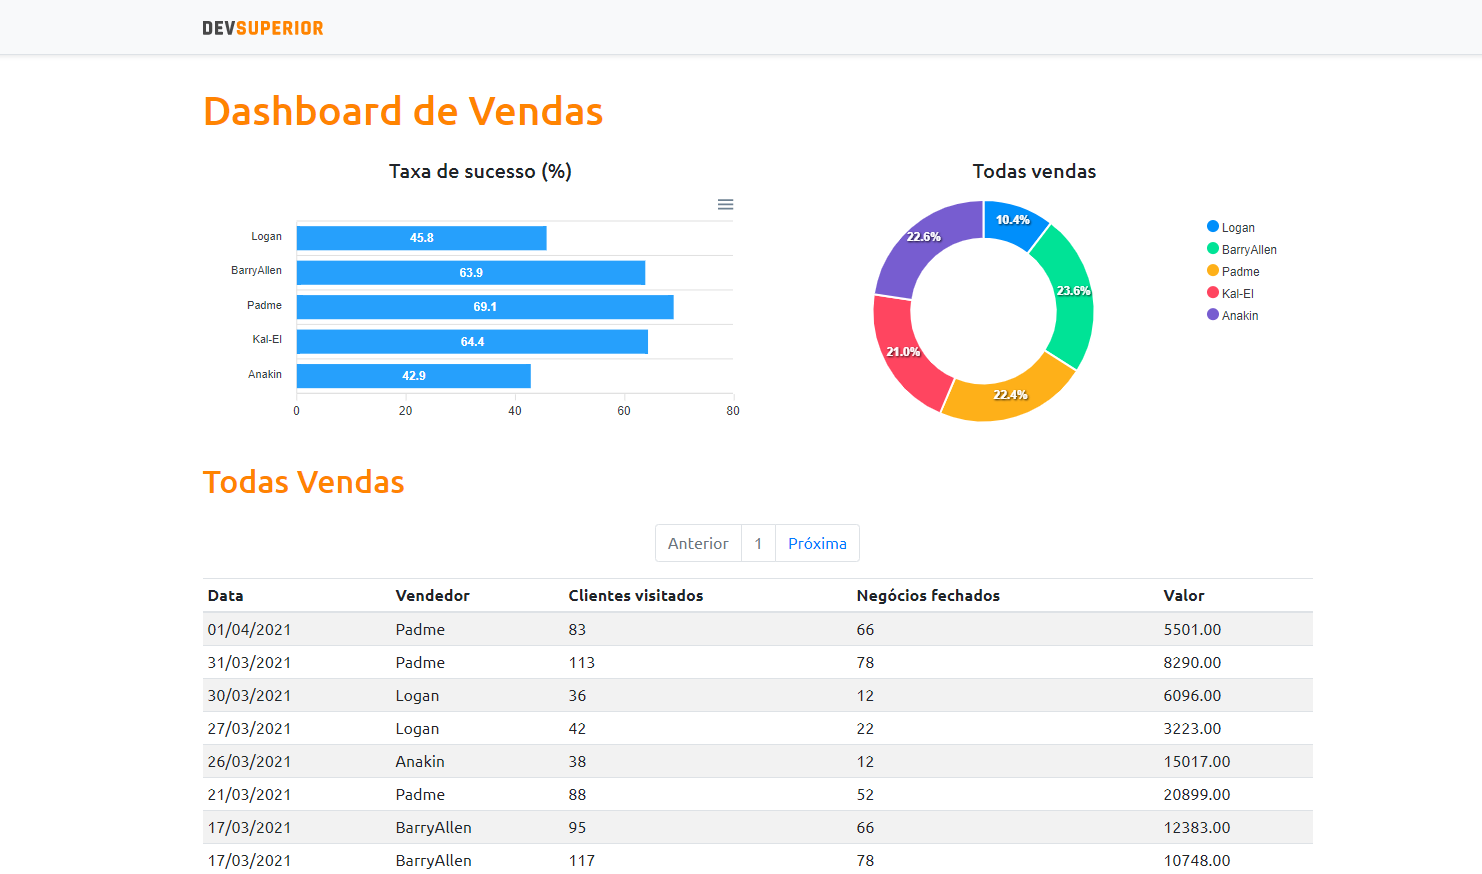 DEVSUPERIOR
Dashboard de Vendas
Taxa de sucesso (%)
Logan 45.8
BarryAllen 63.9
Padme 69.1
Kal-El 64.4
Anakin 42.9
0 20 40 60 80
Todas vendas
10.4%
23.6%
22.4%
21.0%
22.6%
Logan
BarryAllen
Padme
Kal-El
Anakin
Todas Vendas
Anterior 1 Próxima
Data Vendedor Clientes visitados Negócios fechados Valor
01/04/2021 Padme 83 66 5501.00
31/03/2021 Padme 113 78 8290.00
30/03/2021 Logan 36 12 6096.00
27/03/2021 Logan 42 22 3223.00
26/03/2021 Anakin 38 12 15017.00
21/03/2021 Padme 88 52 20899.00
17/03/2021 BarryAllen 95 66 12383.00
17/03/2021 BarryAllen 117 78 10748.00